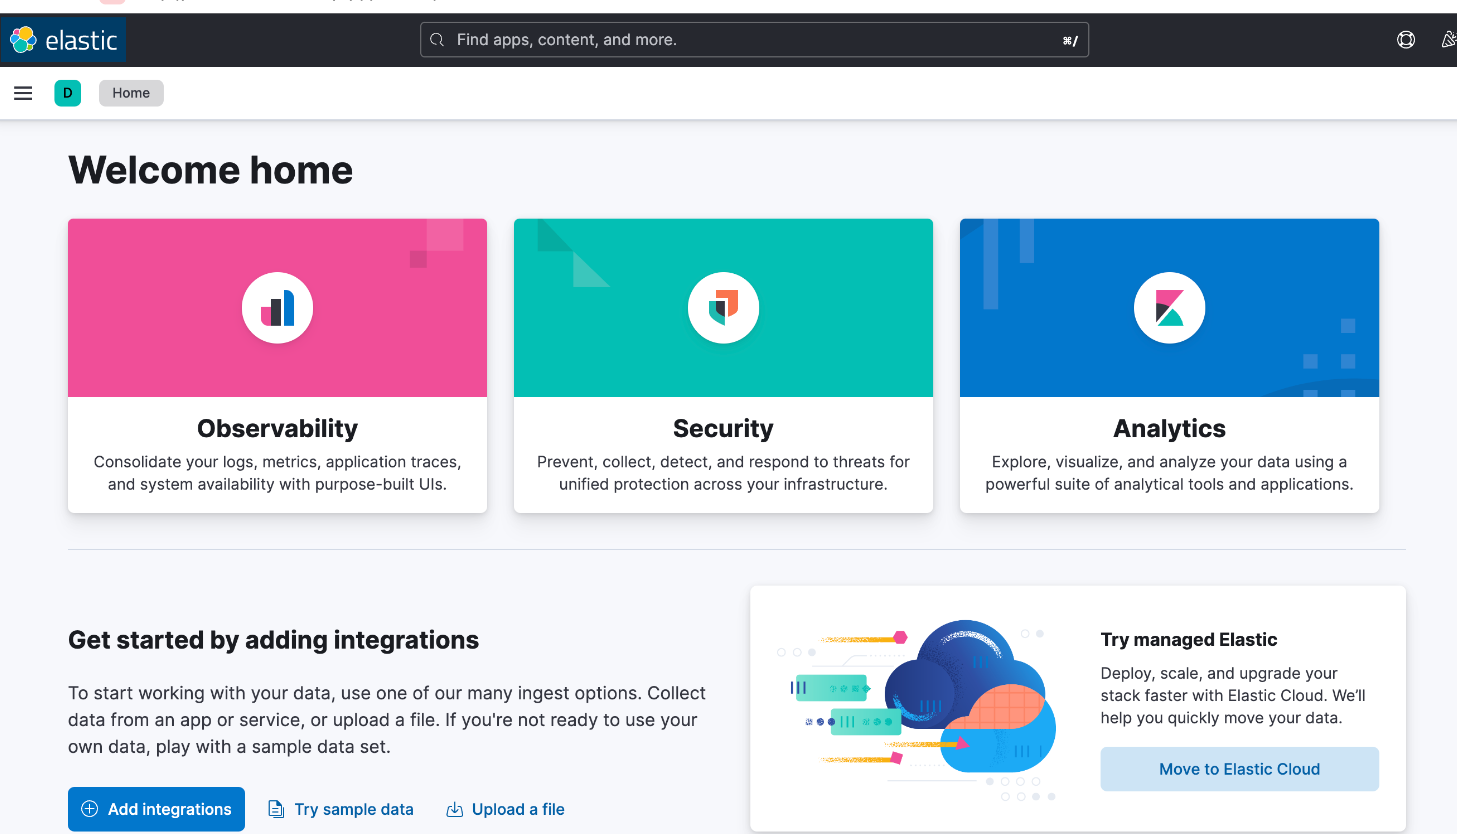 elastic
Find apps, content, and more.
⌘/
D
Home
Welcome home
Observability
Consolidate your logs, metrics, application traces,
and system availability with purpose-built UIs.
Security
Prevent, collect, detect, and respond to threats for
unified protection across your infrastructure.
Analytics
Explore, visualize, and analyze your data using a
powerful suite of analytical tools and applications.
Get started by adding integrations
To start working with your data, use one of our many ingest options. Collect
data from an app or service, or upload a file. If you're not ready to use your
own data, play with a sample data set.
Add integrations
Try sample data
Upload a file
Try managed Elastic
Deploy, scale, and upgrade your
stack faster with Elastic Cloud. We’ll
help you quickly move your data.
Move to Elastic Cloud